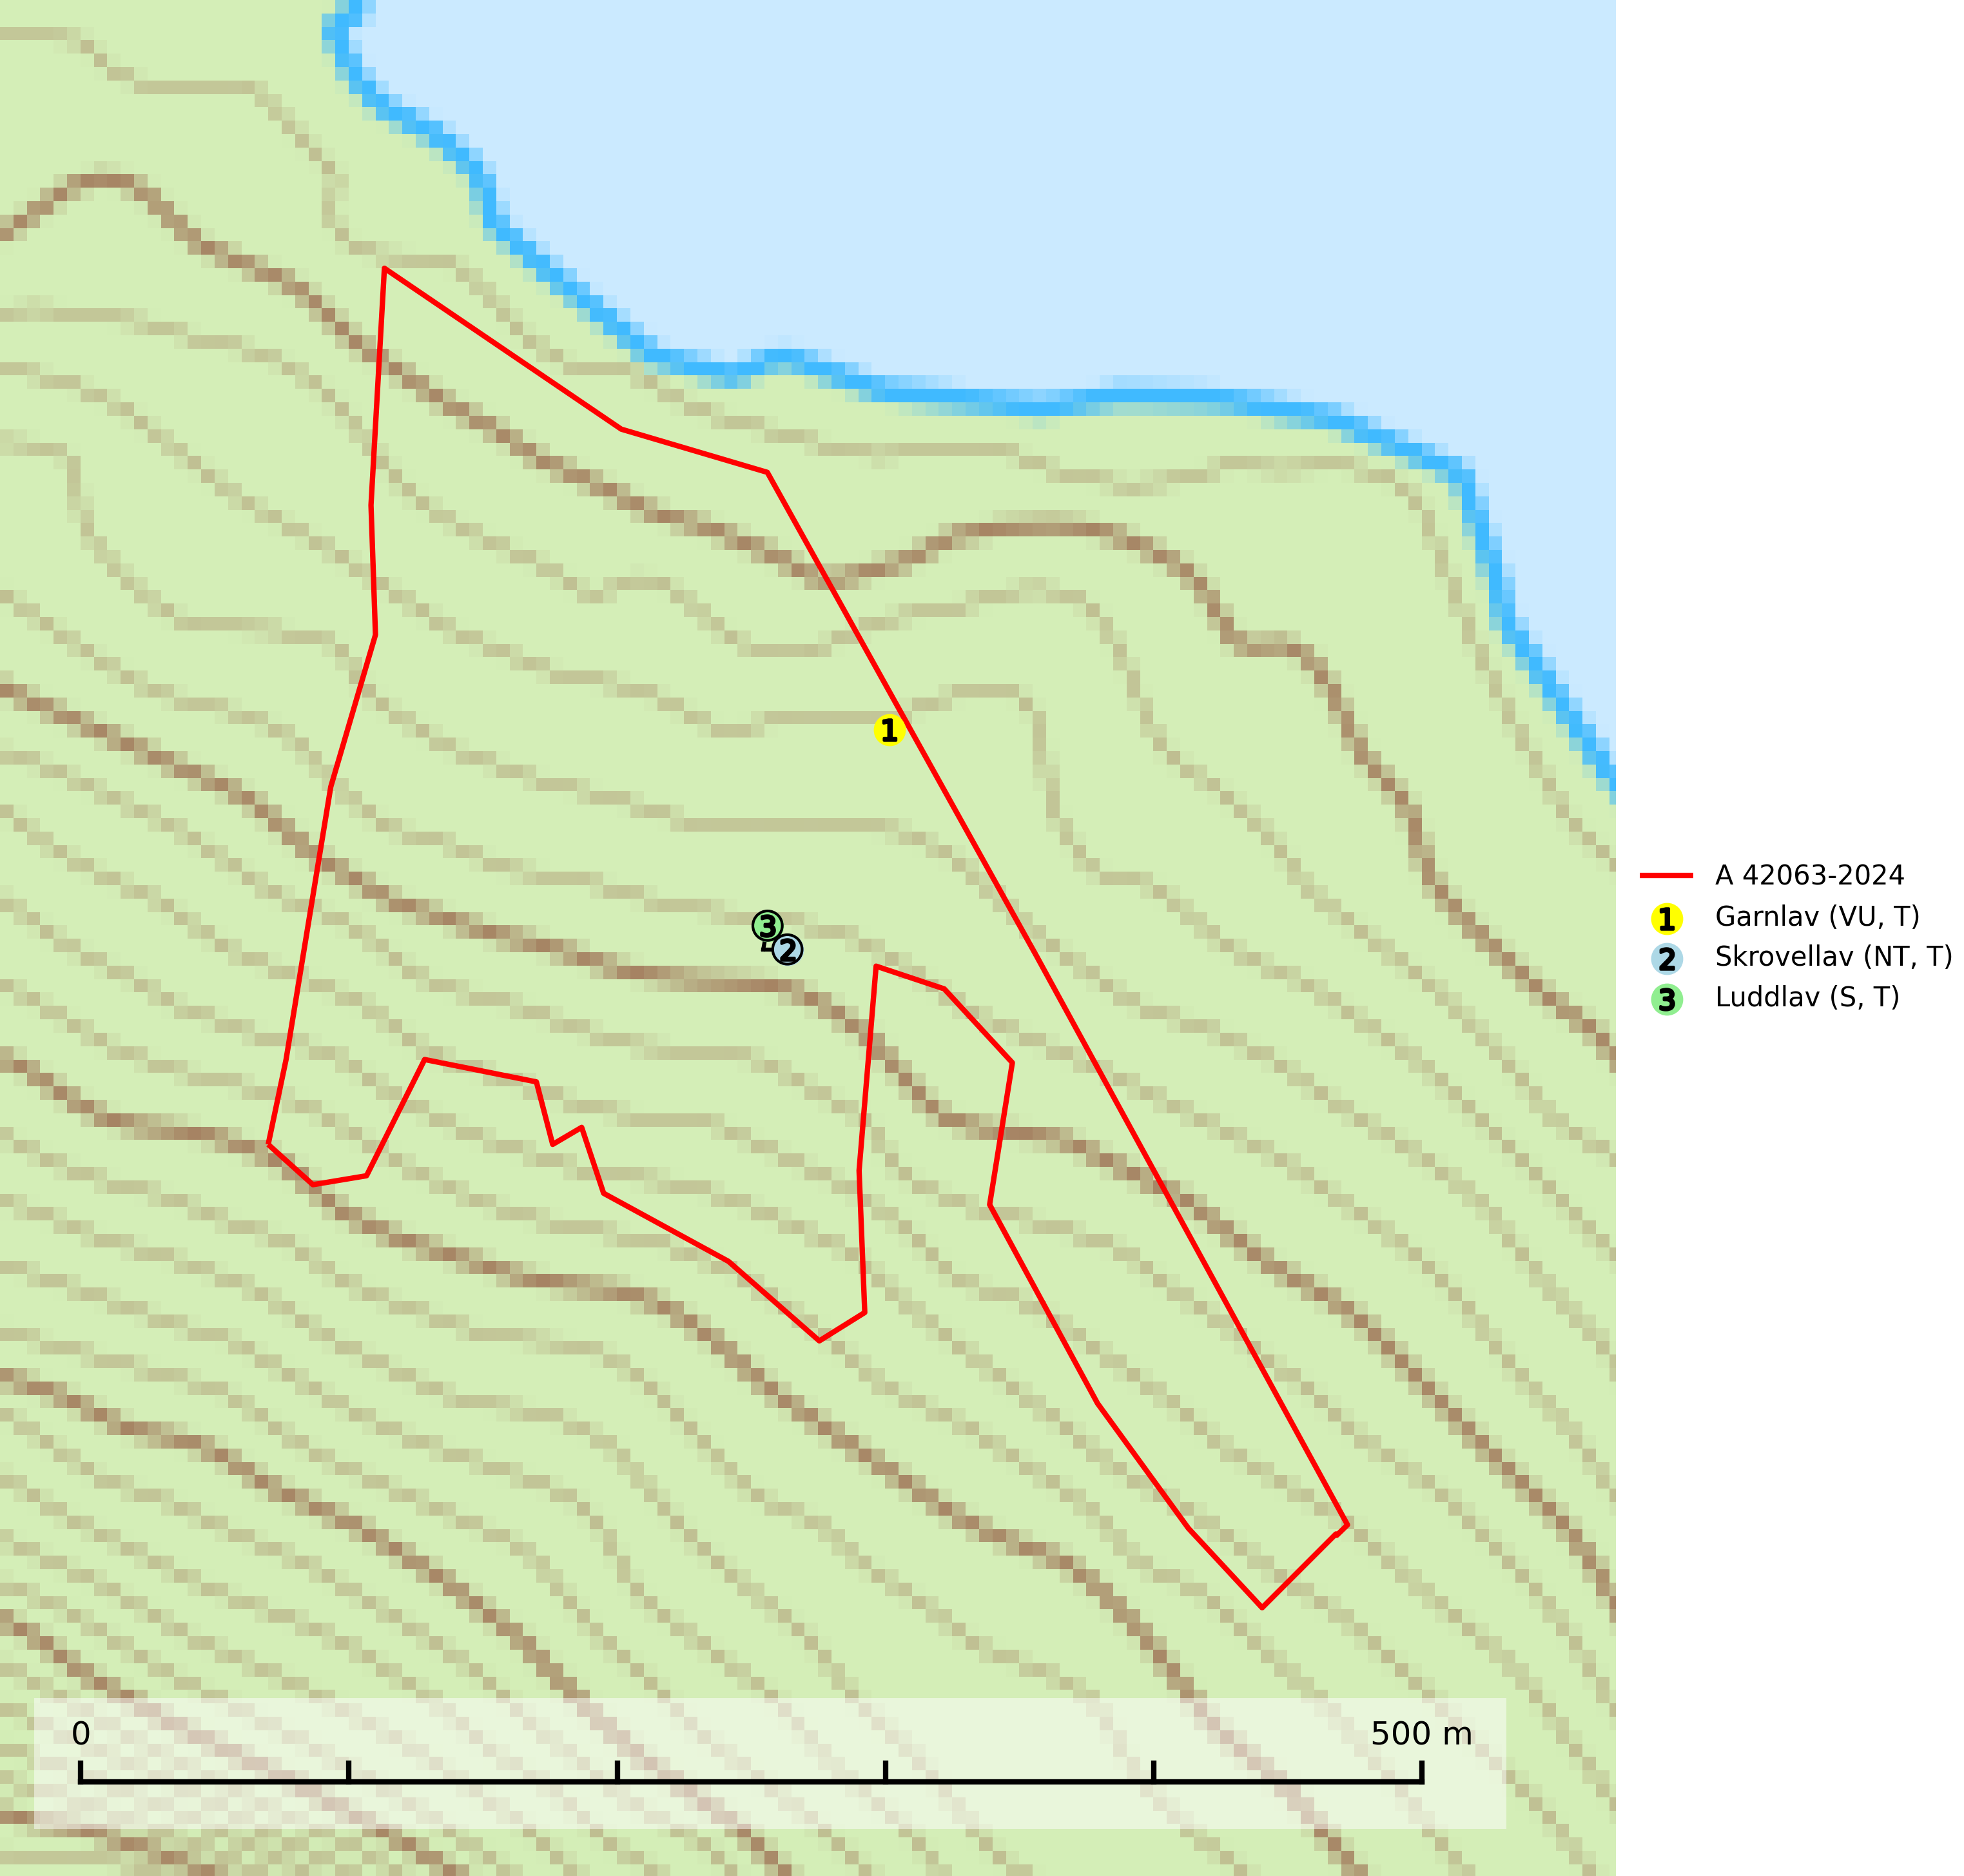 1
3
2
A 42063-2024
1 Garnlav (VU, T)
2 Skrovellav (NT, T)
3 Luddlav (S, T)
0 500 m